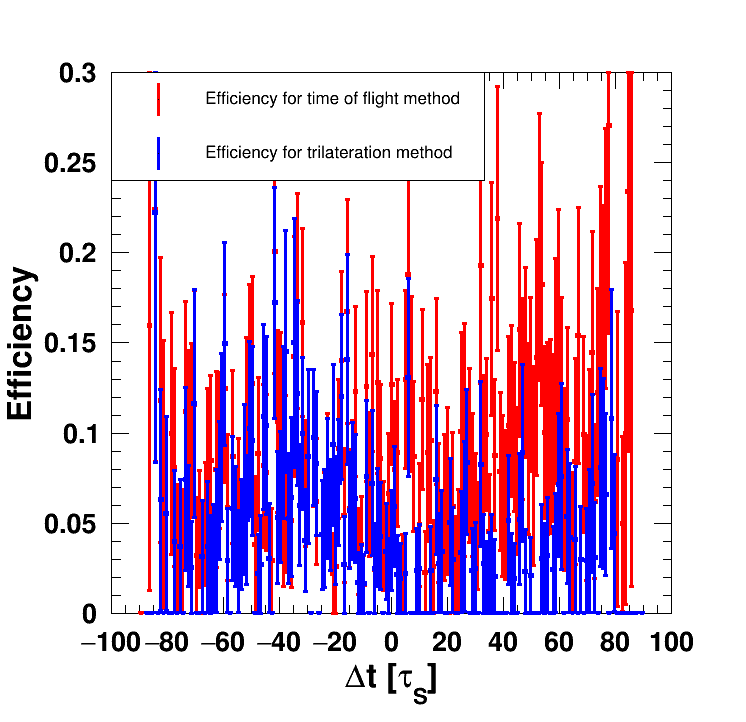 0.3
Efficiency for time of flight method
Efficiency for trilateration method
0.25
0.2
0.15
0.1
0.05
0
Efficiency
−100 −80 −60 −40 −20 0 20 40 60 80 100
Δt [τS]